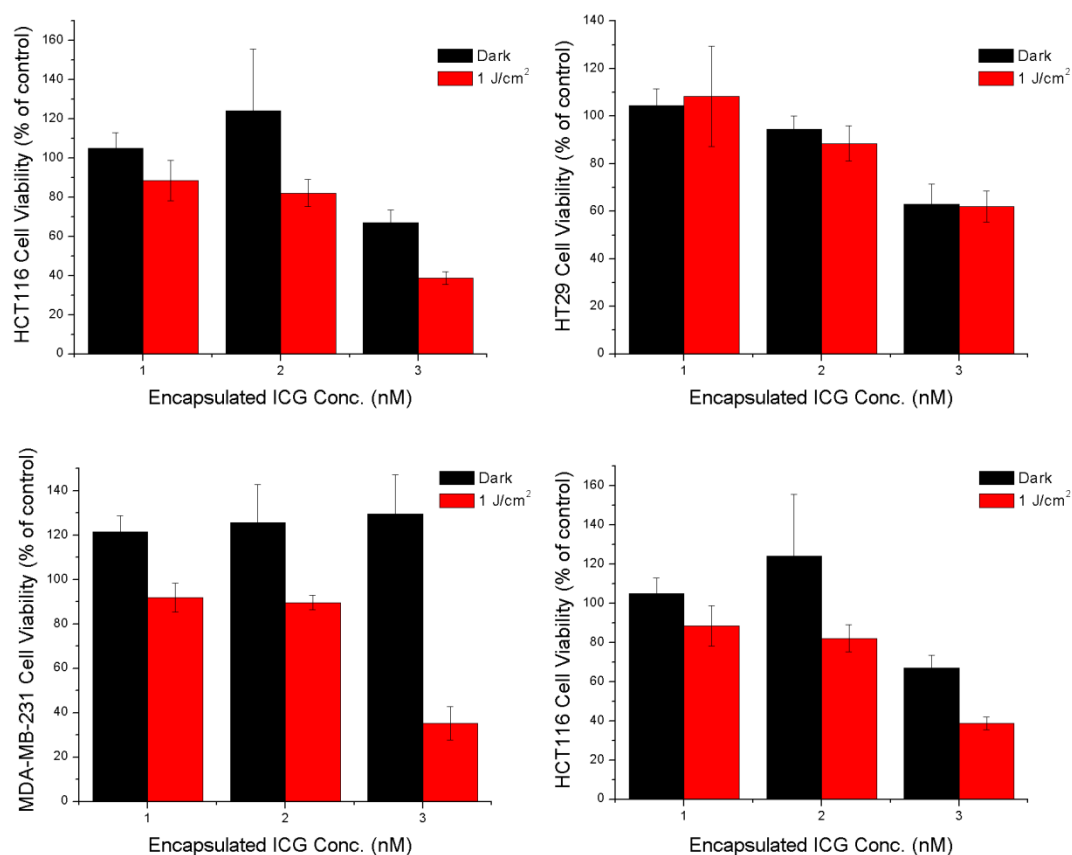 HCT116 Cell Viability (% of control)
160
140
120
100
80
60
40
20
0
Dark
1 J/cm²
1
2
3
Encapsulated ICG Conc. (nM)
HT29 Cell Viability (% of control)
140
120
100
80
60
40
20
0
Dark
1 J/cm²
1
2
3
Encapsulated ICG Conc. (nM)
MDA-MB-231 Cell Viability (% of control)
140
120
100
80
60
40
20
0
Dark
1 J/cm²
1
2
3
Encapsulated ICG Conc. (nM)
HCT116 Cell Viability (% of control)
160
140
120
100
80
60
40
20
0
Dark
1 J/cm²
1
2
3
Encapsulated ICG Conc. (nM)